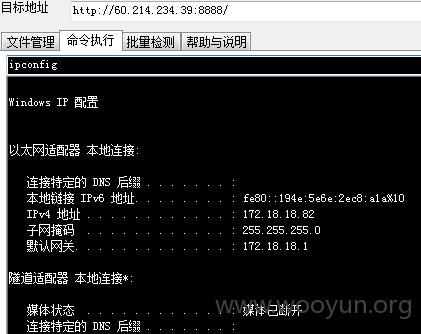 目标地址 http://60.214.234.39:8888/
文件管理 命令执行 批量检测 帮助与说明
ipconfig
Windows IP 配置
以太网适配器 本地连接:
连接特定的 DNS 后缀 . . . . . . . :
本地链接 IPv6 地址. . . . . . . . : fe80::194e:5e6e:2ec8:a1a%10
IPv4 地址 . . . . . . . . . . . . : 172.18.18.82
子网掩码 . . . . . . . . . . . . : 255.255.255.0
默认网关. . . . . . . . . . . . . : 172.18.18.1
隧道适配器 本地连接*:
媒体状态 . . . . . . . . . . . . : 媒体已断开
连接特定的 DNS 后缀 . . . . . . . :
www.wooyun.org